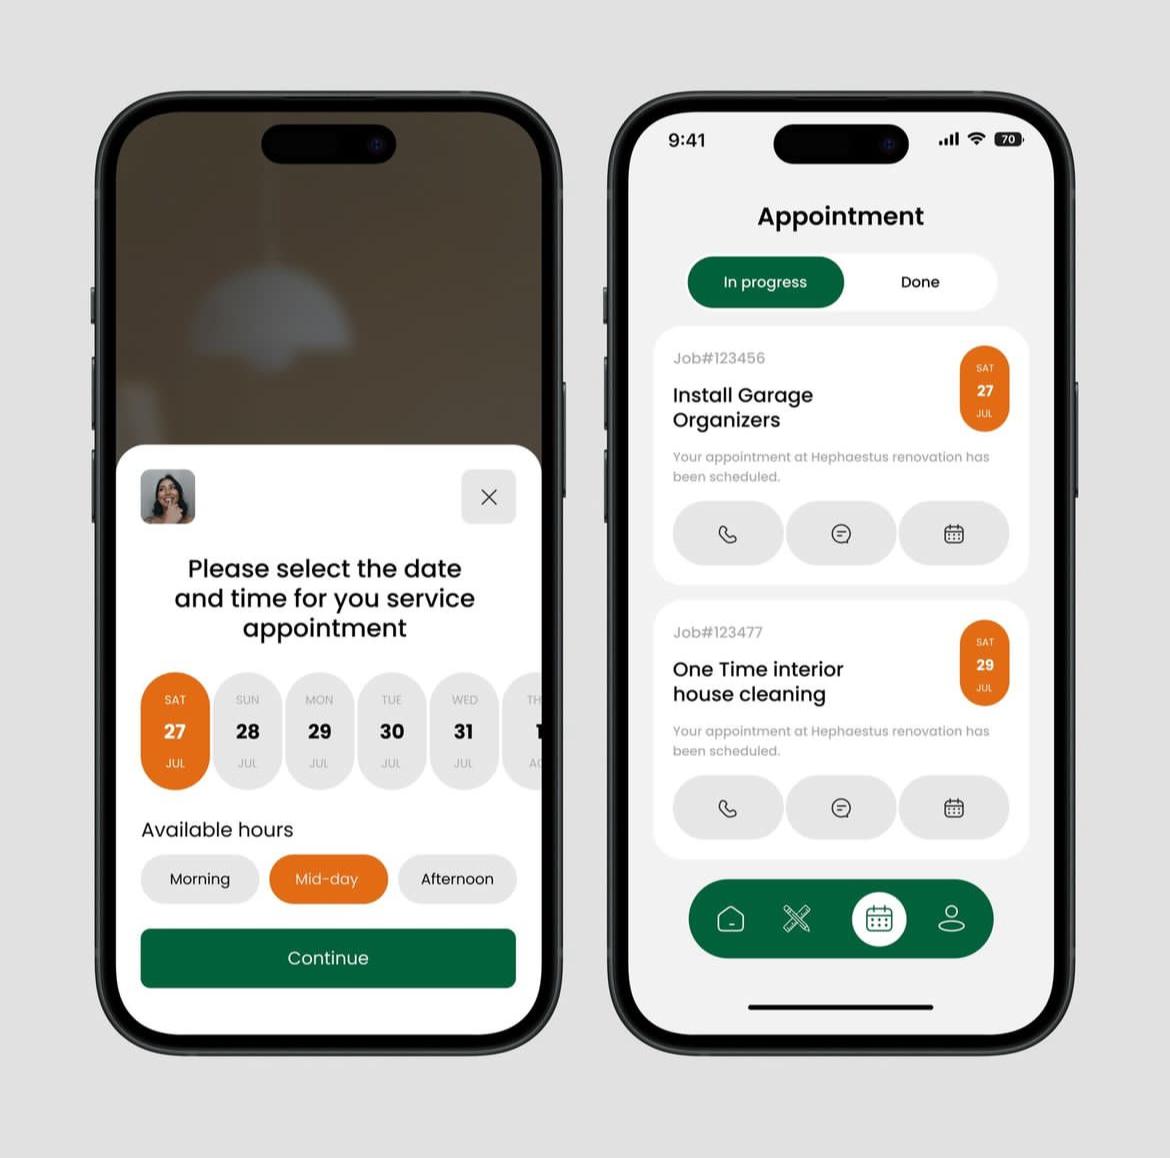 Please select the date
and time for you service
appointment
SAT
27
JUL
SUN
28
JUL
MON
29
JUL
TUE
30
JUL
WED
31
JUL
Available hours
Morning
Mid-day
Afternoon
Continue
9:41
70
Appointment
In progress
Done
Job#123456
Install Garage
Organizers
SAT
27
JUL
Your appointment at Hephaestus renovation has
been scheduled.
Job#123477
One Time interior
house cleaning
SAT
29
JUL
Your appointment at Hephaestus renovation has
been scheduled.